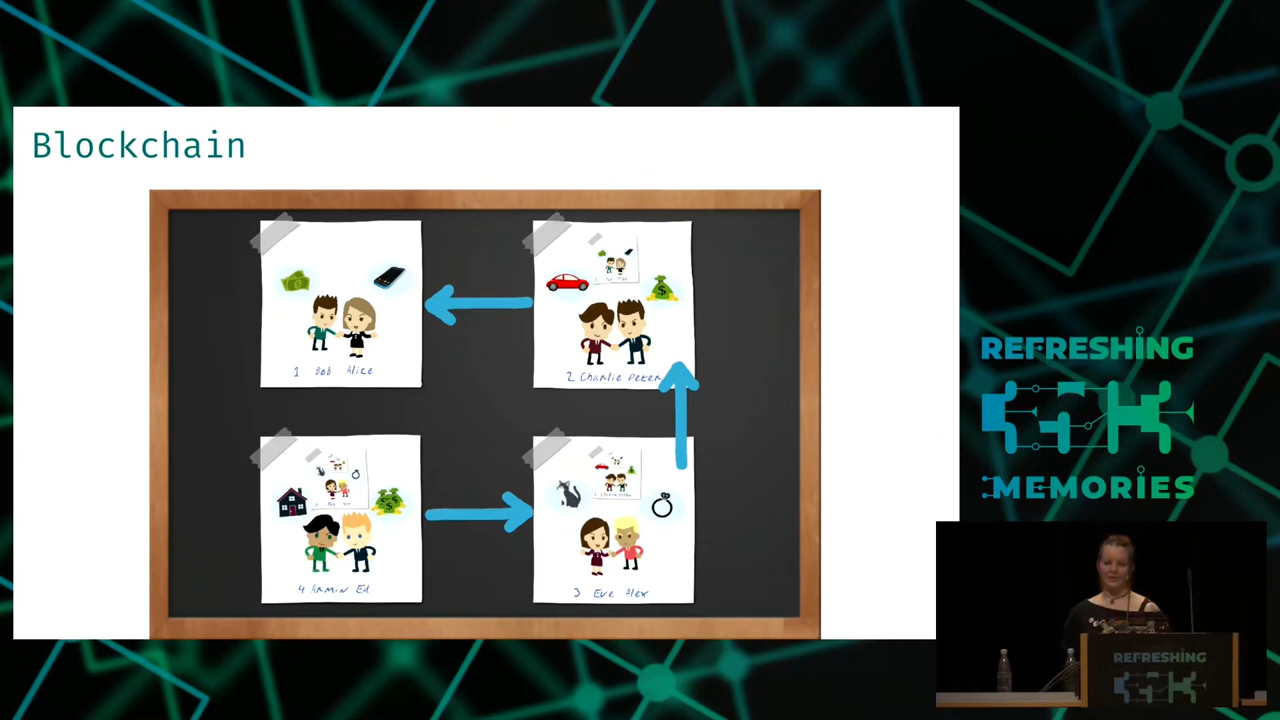 Blockchain
1 Bob Alice
2 Charlie Peter
4 Armin Ed
3 Eve Alex
REFRESHING
MEMORIES
REFRESHING